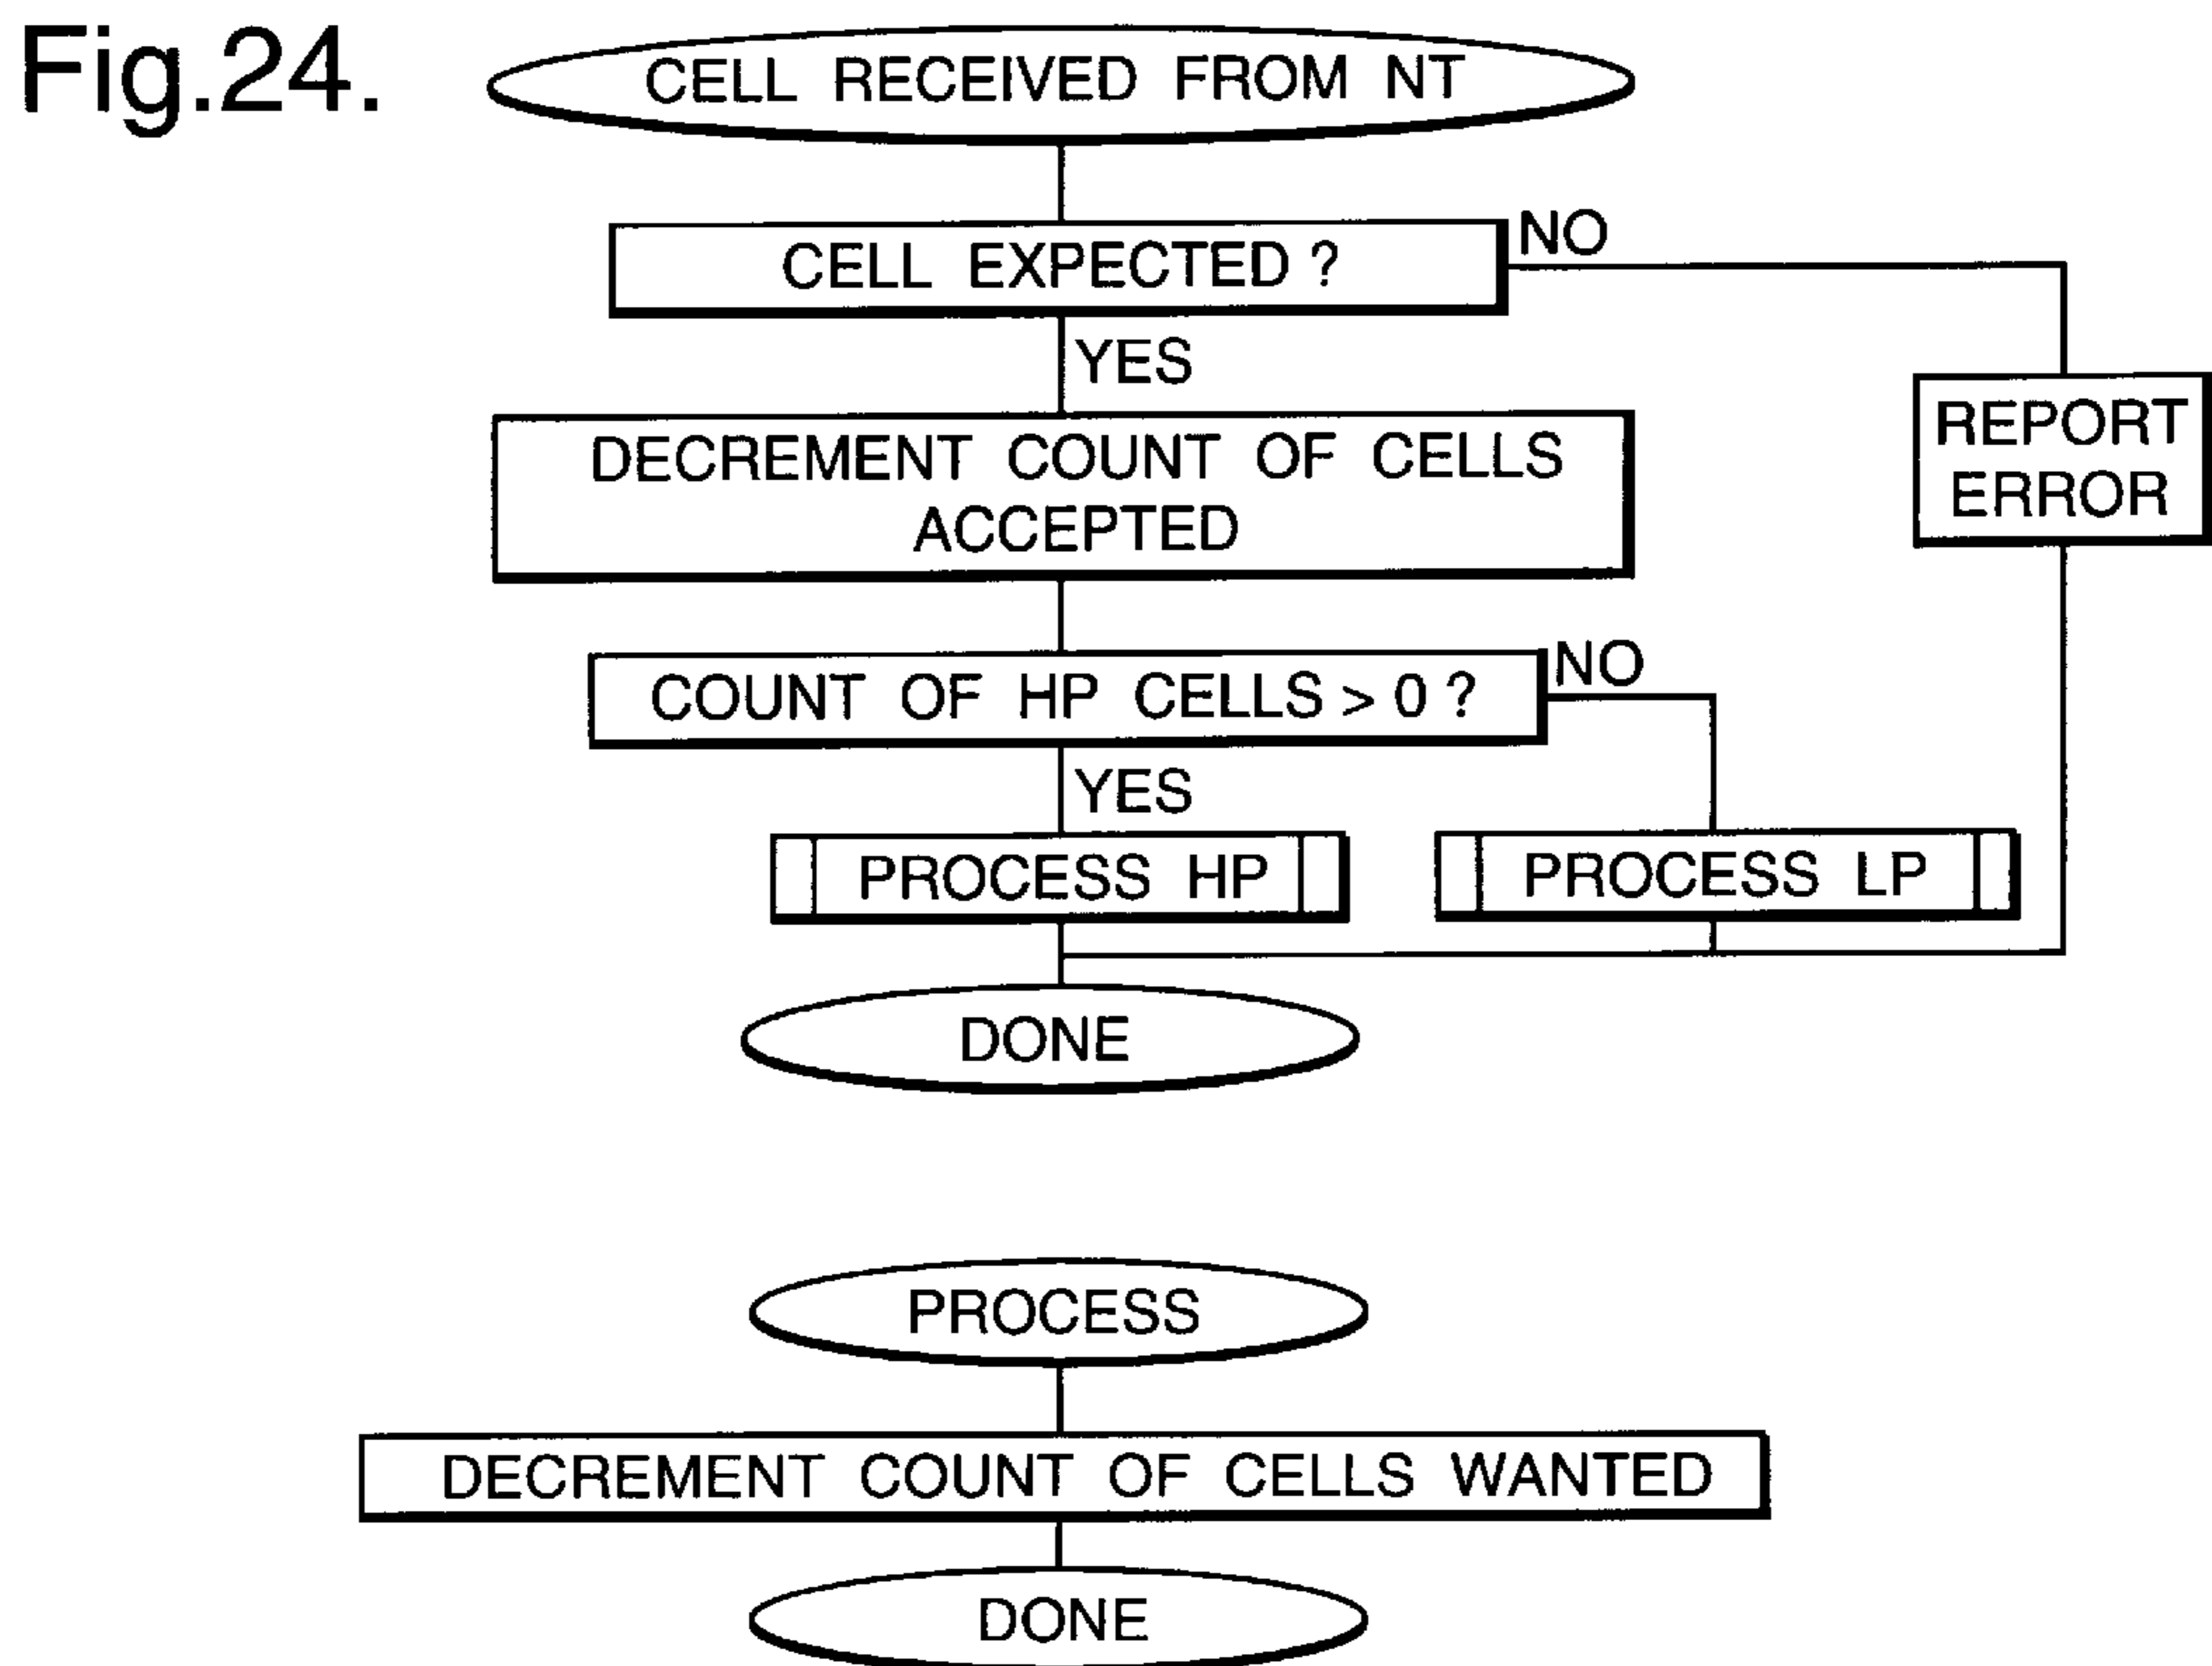 Fig.24.
CELL RECEIVED FROM NT
CELL EXPECTED ?
NO
YES
DECREMENT COUNT OF CELLS
ACCEPTED
REPORT
ERROR
COUNT OF HP CELLS > 0 ?
NO
YES
PROCESS HP
PROCESS LP
DONE
PROCESS
DECREMENT COUNT OF CELLS WANTED
DONE